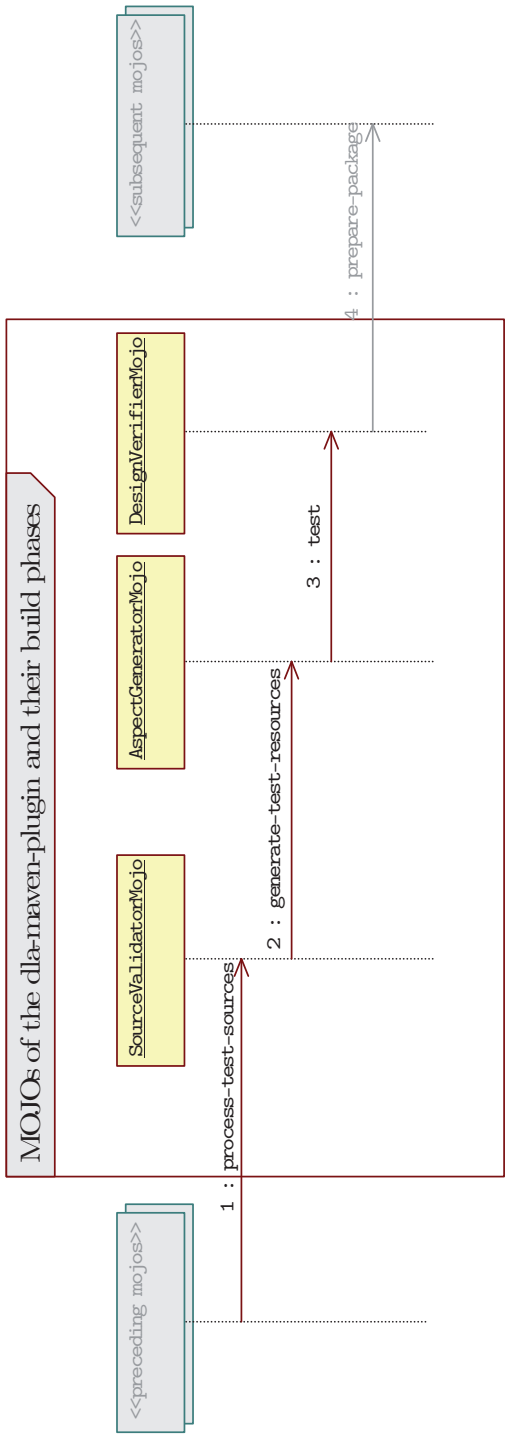 MOJOs of the dla-maven-plugin and their build phases
<<preceding mojos>>
SourceValidatorMojo
AspectGeneratorMojo
DesignVerifierMojo
<<subsequent mojos>>
1 : process-test-sources
2 : generate-test-resources
3 : test
4 : prepare-package